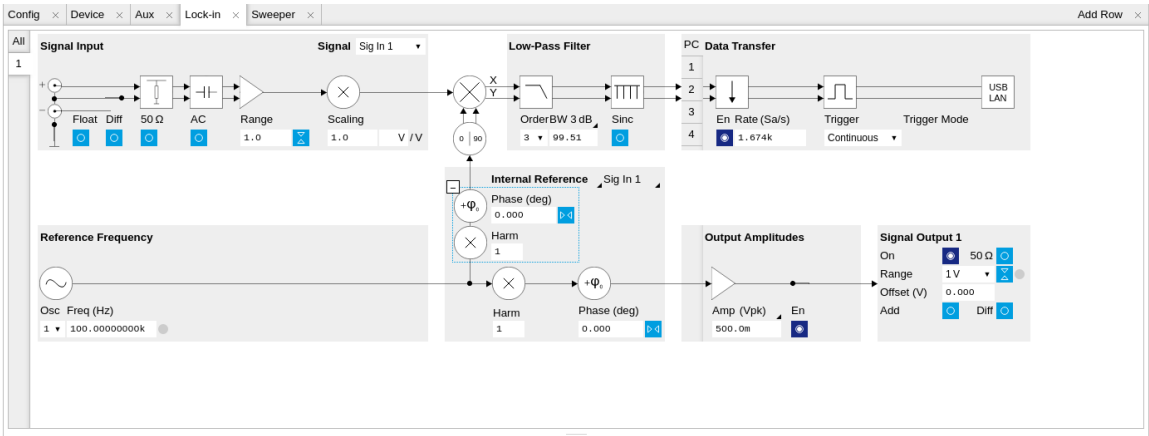 Config × Device × Aux × Lock-in × Sweeper × Add Row ×
All
1
Signal Input
Signal Sig In 1
+
−
Float Diff 50 Ω AC Range Scaling
1.0 1.0 V / V
X
Y
0 | 90
Low-Pass Filter
Order BW 3 dB Sinc
3 99.51
PC Data Transfer
1
2
3
4
USB
LAN
En Rate (Sa/s) Trigger Trigger Mode
1.674k Continuous
Internal Reference Sig In 1
+φ₀
Phase (deg)
0.000
Harm
1
Reference Frequency
Osc Freq (Hz)
1 100.00000000k
+φ₀
Harm Phase (deg)
1 0.000
Output Amplitudes
Amp (Vpk) En
500.0m
Signal Output 1
On 50 Ω
Range 1 V
Offset (V) 0.000
Add Diff